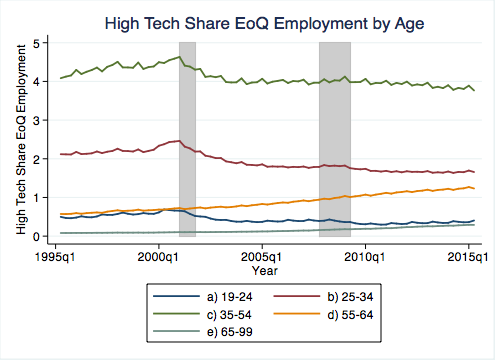 High Tech Share EoQ Employment by Age
High Tech Share EoQ Employment
5
4
3
2
1
0
1995q1 2000q1 2005q1 2010q1 2015q1
Year
a) 19-24 b) 25-34
c) 35-54 d) 55-64
e) 65-99